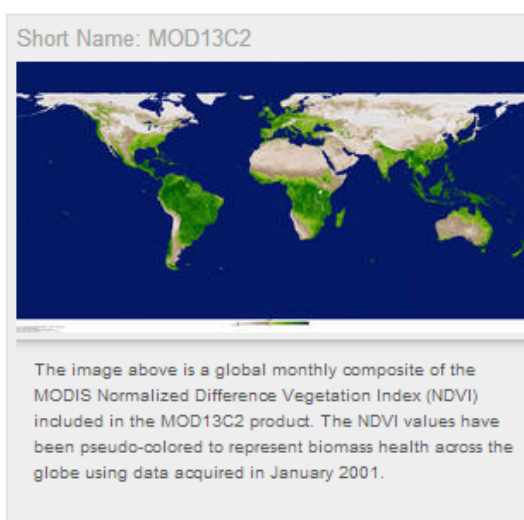 Short Name: MOD13C2
The image above is a global monthly composite of the
MODIS Normalized Difference Vegetation Index (NDVI)
included in the MOD13C2 product. The NDVI values have
been pseudo-colored to represent biomass health across the
globe using data acquired in January 2001.